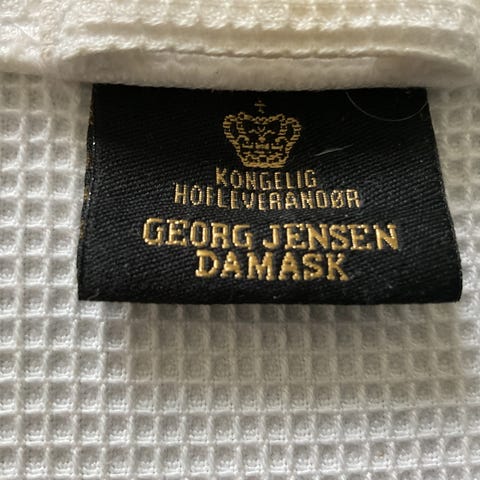 KONGELIG
HOFLEVERANDØR
GEORG JENSEN
DAMASK